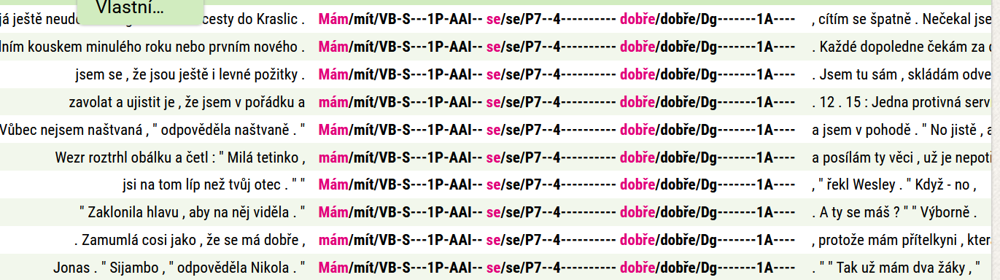 Vlastní...
já ještě cesty do Kraslic . Mám/mít/VB-S---1P-AAI-- se/se/P7--4---------- dobře/dobře/Dg-------1A---- , cítím se špatně . Nečekal jse
kouskem minulého roku nebo prvním nového . Mám/mít/VB-S---1P-AAI-- se/se/P7--4---------- dobře/dobře/Dg-------1A---- . Každé dopoledne čekám za
jsem se , že jsou ještě i levné požitky . Mám/mít/VB-S---1P-AAI-- se/se/P7--4---------- dobře/dobře/Dg-------1A---- . Jsem tu sám , skládám odve
zavolat a ujistit je , že jsem v pořádku a mám/mít/VB-S---1P-AAI-- se/se/P7--4---------- dobře/dobře/Dg-------1A---- . 12 . 15 : Jedna protivná serv
Vůbec nejsem naštvaná , " odpověděla naštvaně . " Mám/mít/VB-S---1P-AAI-- se/se/P7--4---------- dobře/dobře/Dg-------1A---- a jsem v pohodě . " No jistě , a
Wezr roztrhl obálku a četl : " Milá tetinko , mám/mít/VB-S---1P-AAI-- se/se/P7--4---------- dobře/dobře/Dg-------1A---- a posílám ty věci , už je nepot
jsi na tom líp než tvůj otec . " " Mám/mít/VB-S---1P-AAI-- se/se/P7--4---------- dobře/dobře/Dg-------1A---- , " řekl Wesley . " Když - no ,
" Zaklonila hlavu , aby na něj viděla . " Mám/mít/VB-S---1P-AAI-- se/se/P7--4---------- dobře/dobře/Dg-------1A---- . A ty se máš ? " " Výborně .
. Zamumlá cosi jako , že se má dobře , mám/mít/VB-S---1P-AAI-- se/se/P7--4---------- dobře/dobře/Dg-------1A---- , protože mám přítelkyni , kter
Jonas . " Sijambo , " odpověděla Nikola . " Mám/mít/VB-S---1P-AAI-- se/se/P7--4---------- dobře/dobře/Dg-------1A---- . " " Tak už mám dva žáky , "